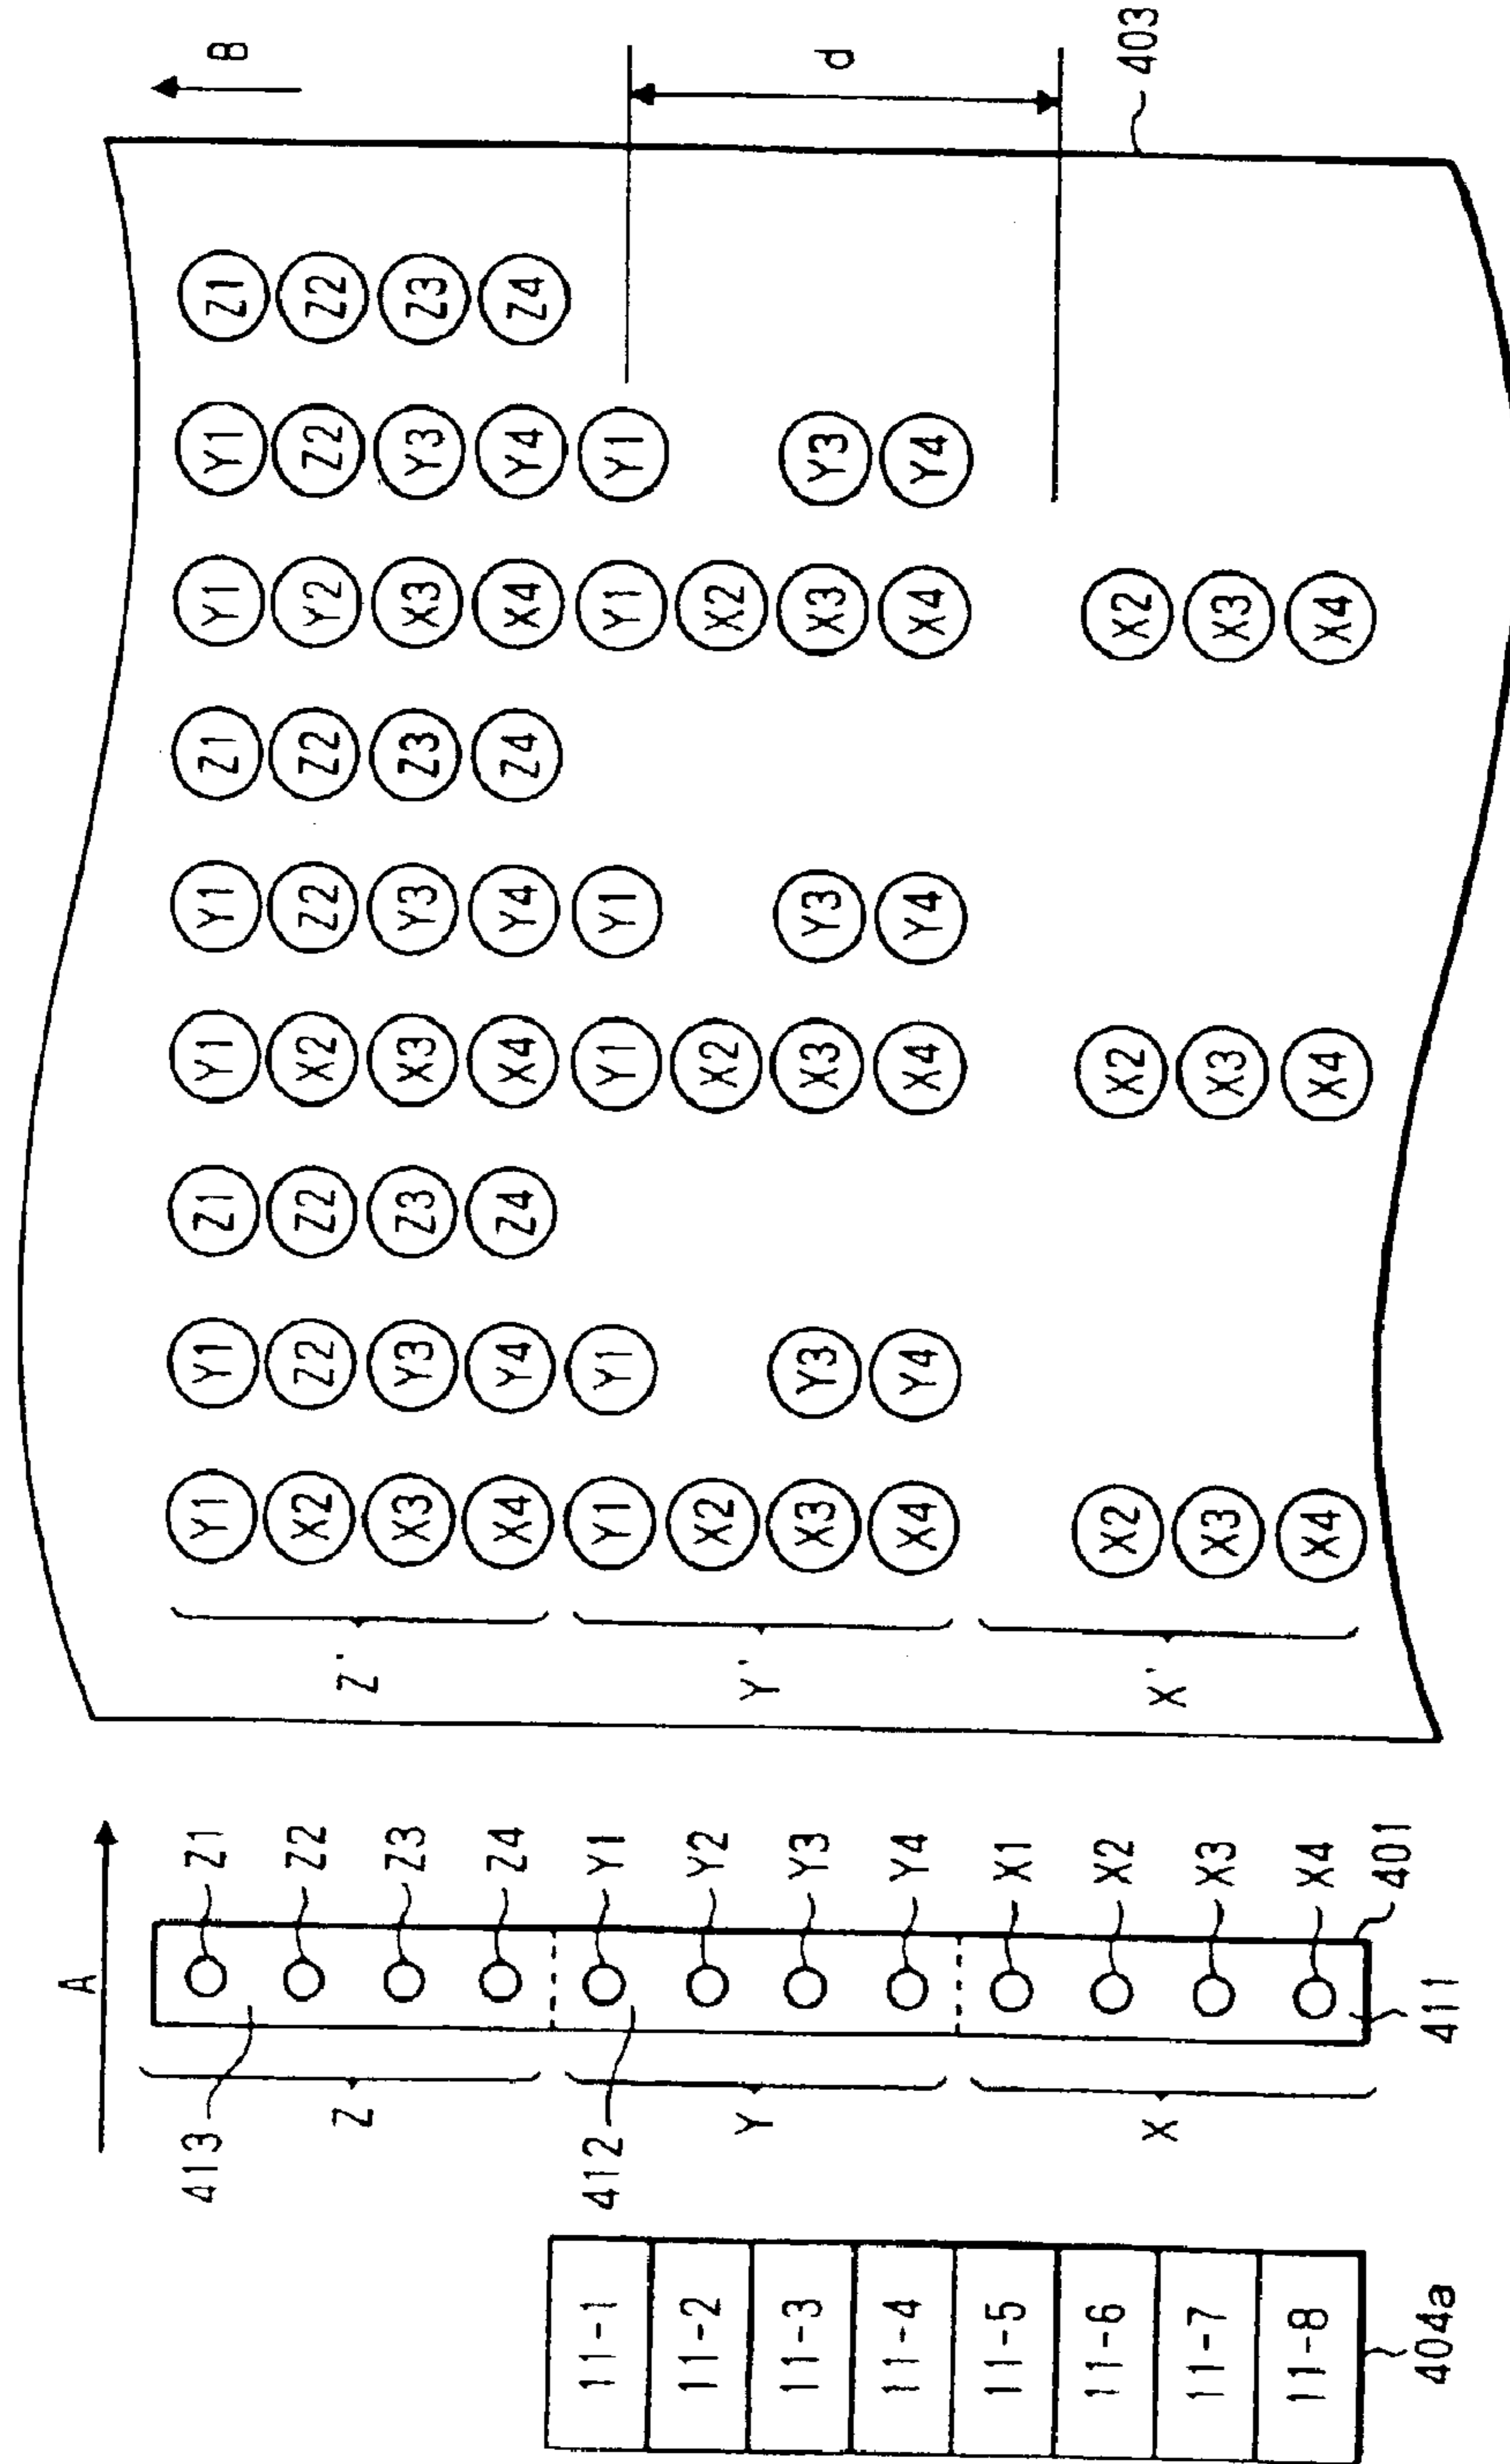 A
B
413 Z1 Y1 Y1 Z1 Y1 Y1 Z1 Y1 Y1 Z1
Z2 X2 Z2 Z2 X2 Z2 Z2 Y2 Z2 Z2
Z Z'
Z3 X3 Y3 Z3 X3 Y3 Z3 X3 Y3 Z3
Z4 X4 Y4 Z4 X4 Y4 Z4 X4 Y4 Z4
11-1 412 Y1 Y1 Y1 Y1 Y1 Y1 Y1
11-2 Y2 X2 X2 X2
Y Y'
11-3 Y3 X3 Y3 X3 Y3 X3 Y3
d
11-4 Y4 X4 Y4 X4 Y4 X4 Y4
11-5 X1
11-6 X2 X2 X2 X2
403
X X'
11-7 X3 X3 X3 X3
11-8 X4 X4 X4 X4
401
404a 411